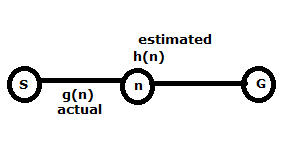 estimated
h(n)
S
n
G
g(n)
actual